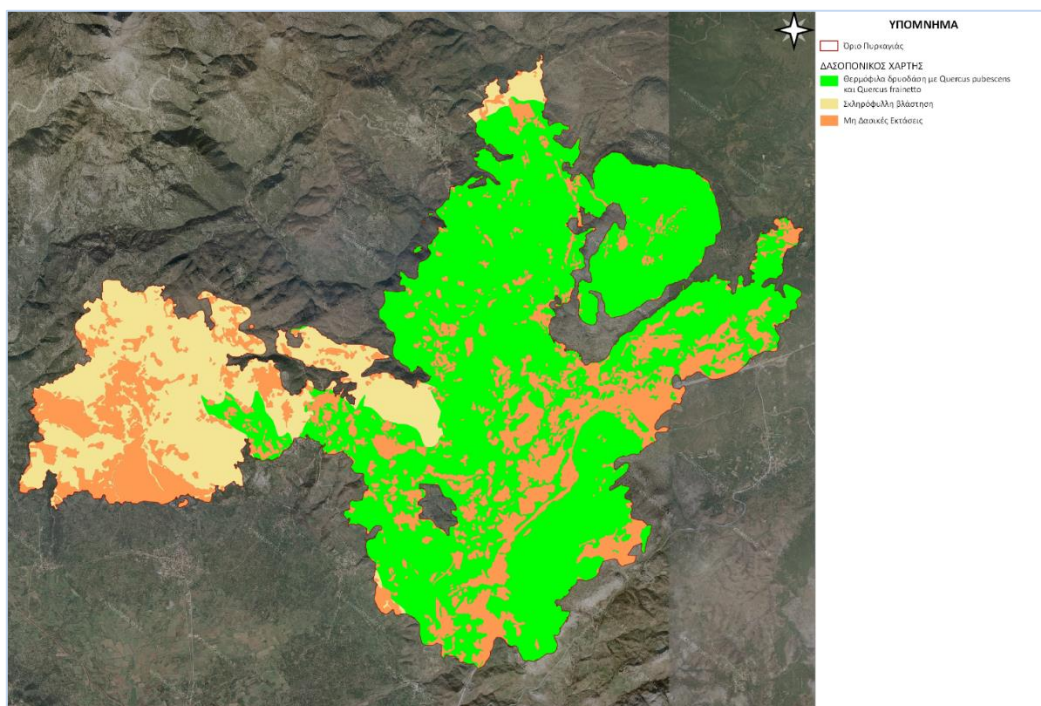 ΥΠΟΜΝΗΜΑ
Όριο Πυρκαγιάς
ΔΑΣΟΠΟΝΙΚΟΣ ΧΑΡΤΗΣ
Θερμόφιλα δρυοδάση με Quercus pubescens
και Quercus frainetto
Σκληρόφυλλη βλάστηση
Μη Δασικές Εκτάσεις